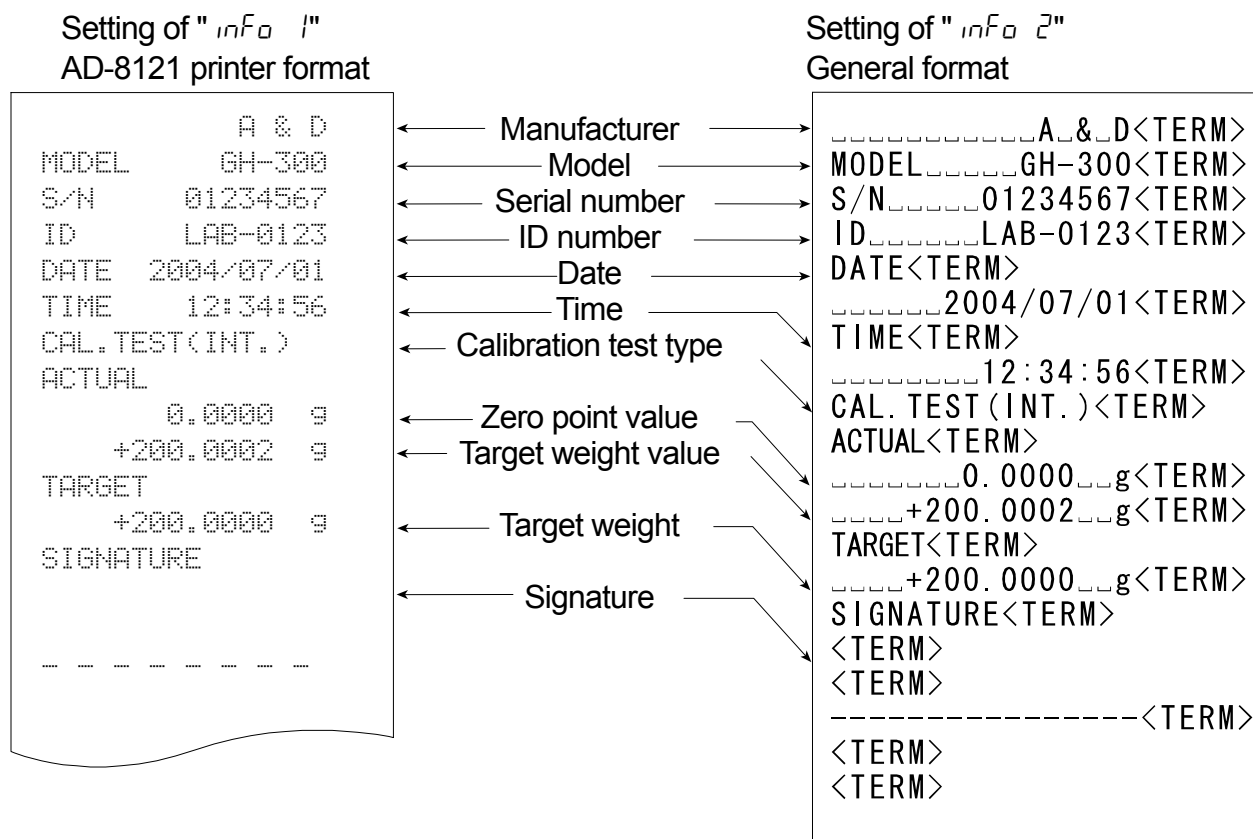 Setting of "inFo 1"
AD-8121 printer format
A & D
MODEL GH-300
S/N 01234567
ID LAB-0123
DATE 2004/07/01
TIME 12:34:56
CAL.TEST(INT.)
ACTUAL
0.0000 g
+200.0002 g
TARGET
+200.0000 g
SIGNATURE
_ _ _ _ _ _ _ _
Manufacturer
Model
Serial number
ID number
Date
Time
Calibration test type
Zero point value
Target weight value
Target weight
Signature
Setting of "inFo 2"
General format
␣␣␣␣␣␣␣␣␣␣␣A␣&␣D<TERM>
MODEL␣␣␣␣␣GH-300<TERM>
S/N␣␣␣␣␣01234567<TERM>
ID␣␣␣␣␣␣LAB-0123<TERM>
DATE<TERM>
␣␣␣␣␣␣2004/07/01<TERM>
TIME<TERM>
␣␣␣␣␣␣␣␣12:34:56<TERM>
CAL.TEST(INT.)<TERM>
ACTUAL<TERM>
␣␣␣␣␣␣␣0.0000␣␣g<TERM>
␣␣␣␣+200.0002␣␣g<TERM>
TARGET<TERM>
␣␣␣␣+200.0000␣␣g<TERM>
SIGNATURE<TERM>
<TERM>
<TERM>
----------------<TERM>
<TERM>
<TERM>